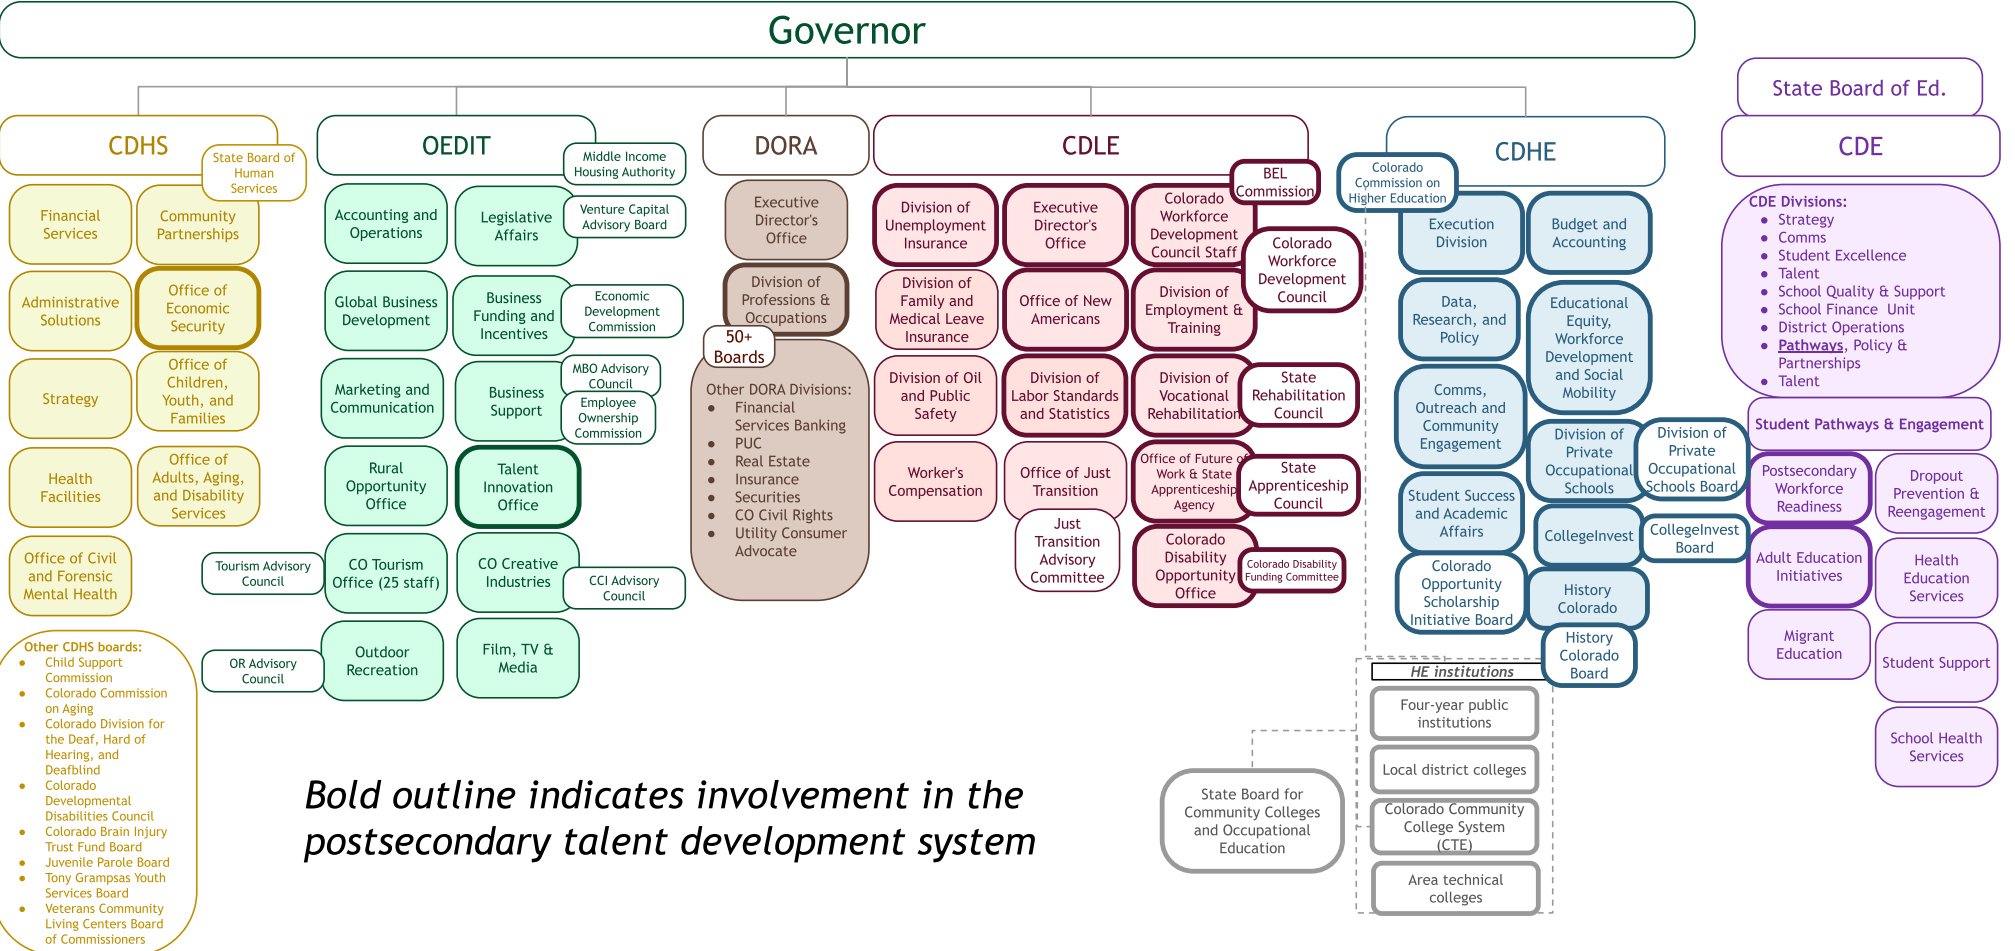 Governor
State Board of Ed.
CDHS
State Board of
Human
Services
Financial
Services
Community
Partnerships
Administrative
Solutions
Office of
Economic
Security
Strategy
Office of
Children,
Youth, and
Families
Health
Facilities
Office of
Adults, Aging,
and Disability
Services
Office of Civil
and Forensic
Mental Health
Other CDHS boards:
● Child Support
Commission
● Colorado Commission
on Aging
● Colorado Division for
the Deaf, Hard of
Hearing, and
Deafblind
● Colorado
Developmental
Disabilities Council
● Colorado Brain Injury
Trust Fund Board
● Juvenile Parole Board
● Tony Grampsas Youth
Services Board
● Veterans Community
Living Centers Board
of Commissioners
OEDIT
Middle Income
Housing Authority
Accounting and
Operations
Legislative
Affairs
Venture Capital
Advisory Board
Global Business
Development
Business
Funding and
Incentives
Economic
Development
Commission
Marketing and
Communication
Business
Support
MBO Advisory
COuncil
Employee
Ownership
Commission
Rural
Opportunity
Office
Talent
Innovation
Office
Tourism Advisory
Council
CO Tourism
Office (25 staff)
CO Creative
Industries
CCI Advisory
Council
OR Advisory
Council
Outdoor
Recreation
Film, TV &
Media
DORA
Executive
Director's
Office
Division of
Professions &
Occupations
50+
Boards
Other DORA Divisions:
● Financial
Services Banking
● PUC
● Real Estate
● Insurance
● Securities
● CO Civil Rights
● Utility Consumer
Advocate
CDLE
BEL
Commission
Division of
Unemployment
Insurance
Executive
Director's
Office
Colorado
Workforce
Development
Council Staff
Colorado
Workforce
Development
Council
Division of
Family and
Medical Leave
Insurance
Office of New
Americans
Division of
Employment &
Training
Division of Oil
and Public
Safety
Division of
Labor Standards
and Statistics
Division of
Vocational
Rehabilitation
State
Rehabilitation
Council
Worker's
Compensation
Office of Just
Transition
Office of Future of
Work & State
Apprenticeship
Agency
State
Apprenticeship
Council
Just
Transition
Advisory
Committee
Colorado
Disability
Opportunity
Office
Colorado Disability
Funding Committee
CDHE
Colorado
Commission on
Higher Education
Execution
Division
Budget and
Accounting
Data,
Research, and
Policy
Educational
Equity,
Workforce
Development
and Social
Mobility
Comms,
Outreach and
Community
Engagement
Division of
Private
Occupational
Schools
Division of
Private
Occupational
Schools Board
Student Success
and Academic
Affairs
CollegeInvest
CollegeInvest
Board
Colorado
Opportunity
Scholarship
Initiative Board
History
Colorado
History
Colorado
Board
HE institutions
Four-year public
institutions
Local district colleges
Colorado Community
College System
(CTE)
Area technical
colleges
State Board for
Community Colleges
and Occupational
Education
CDE
CDE Divisions:
● Strategy
● Comms
● Student Excellence
● Talent
● School Quality & Support
● School Finance Unit
● District Operations
● Pathways, Policy &
Partnerships
● Talent
Student Pathways & Engagement
Postsecondary
Workforce
Readiness
Dropout
Prevention &
Reengagement
Adult Education
Initiatives
Health
Education
Services
Migrant
Education
Student Support
School Health
Services
Bold outline indicates involvement in the
postsecondary talent development system